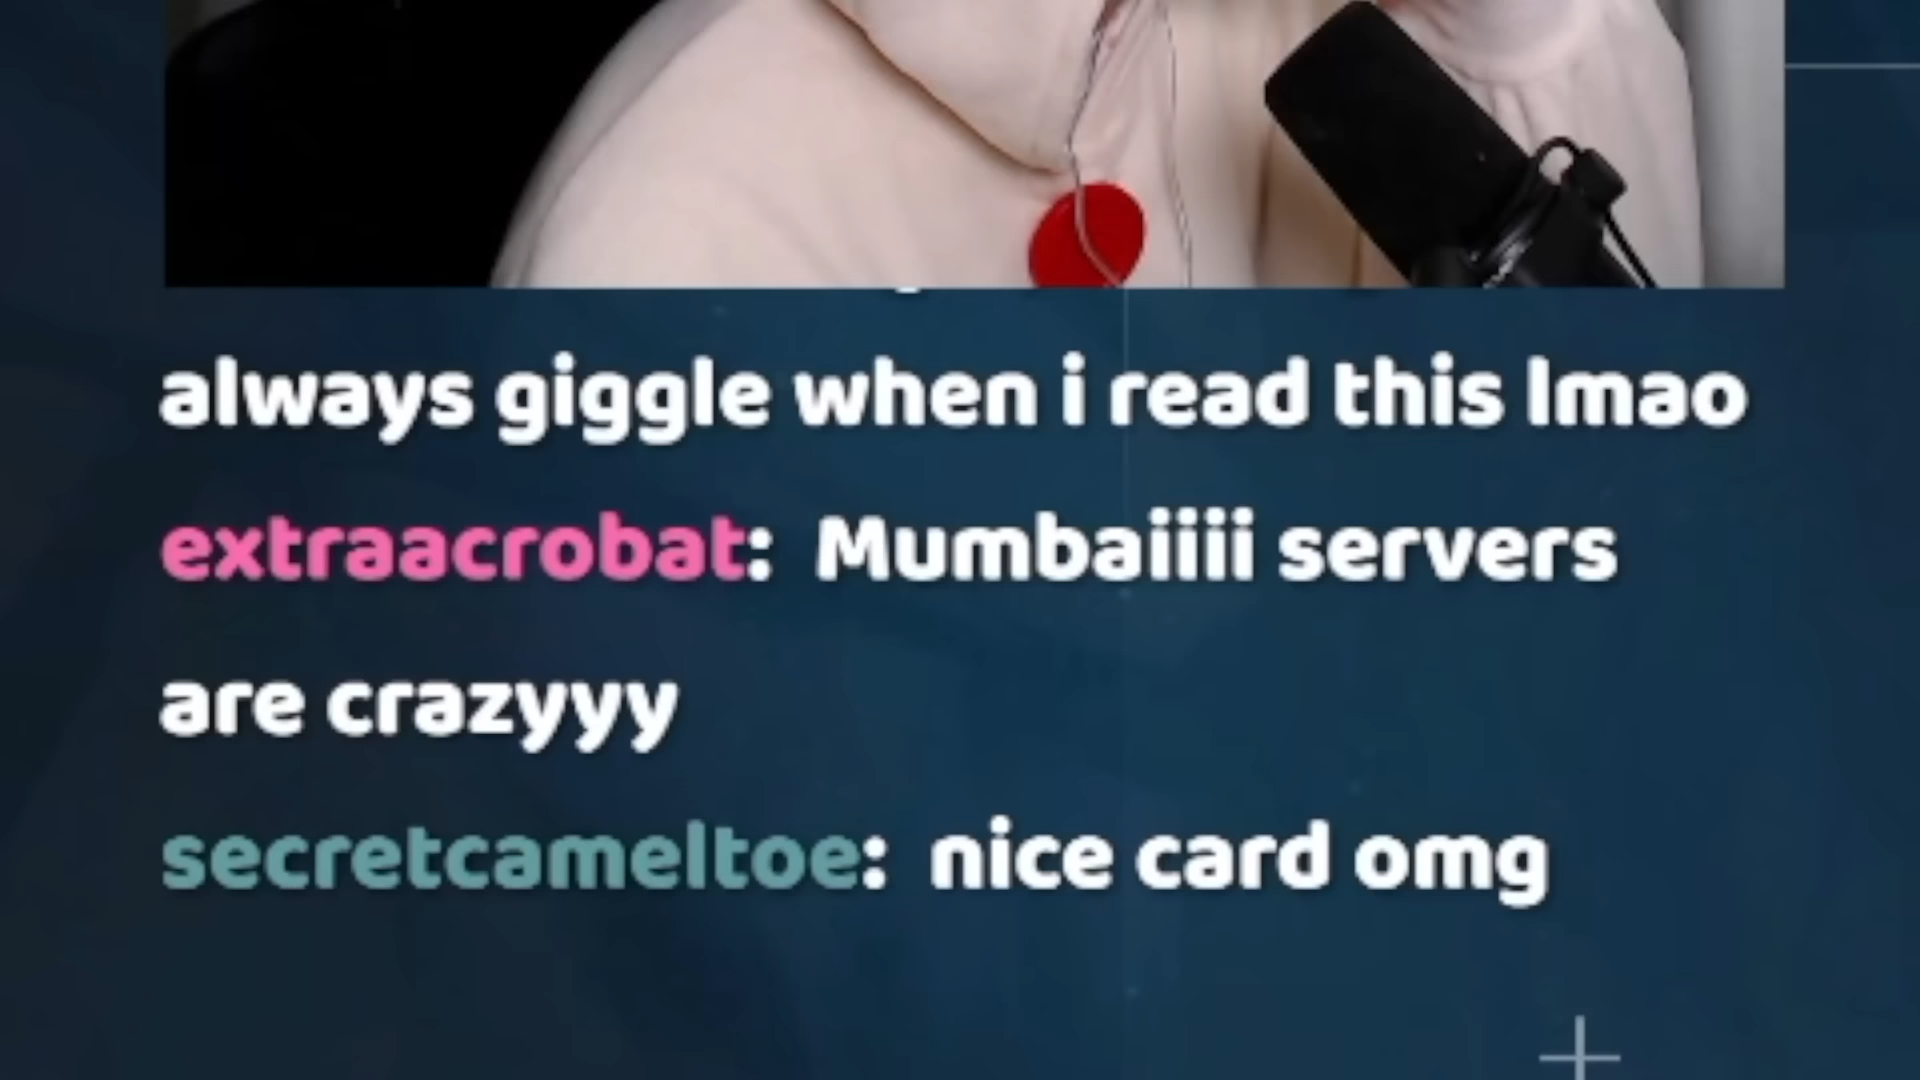 always giggle when i read this lmao
extraacrobat: Mumbaiiii servers
are crazyyy
secretcameltoe: nice card omg